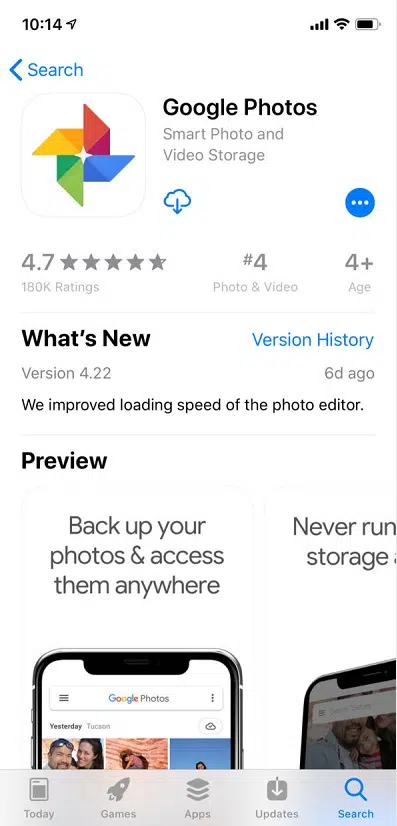 10:14
Search
Google Photos
Smart Photo and
Video Storage
4.7
180K Ratings
#4
Photo & Video
4+
Age
What's New
Version History
Version 4.22
6d ago
We improved loading speed of the photo editor.
Preview
Back up your
photos & access
them anywhere
Never run
storage
Google Photos
Yesterday Tucson
Today
Games
Apps
Updates
Search